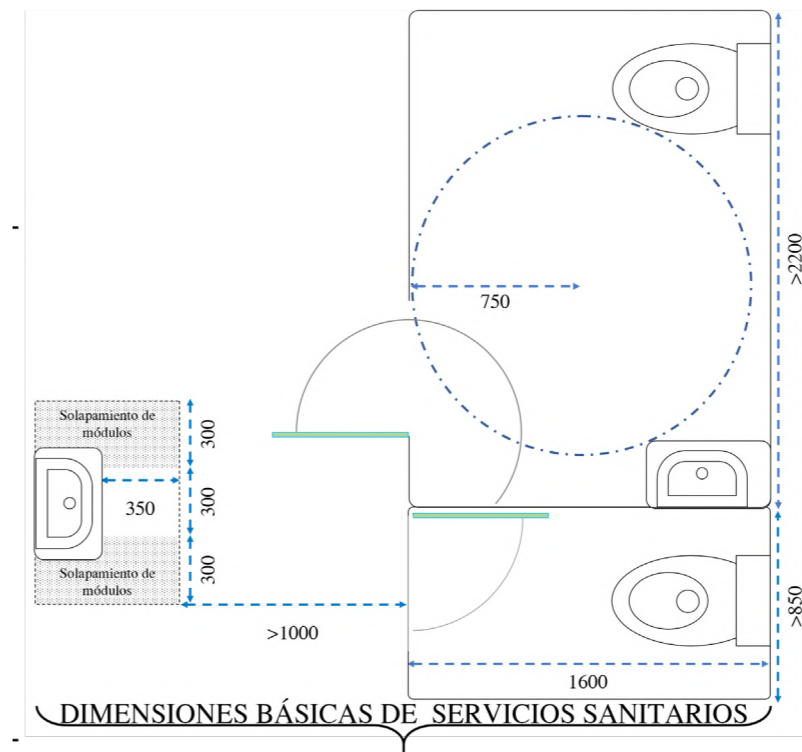 >2200
750
Solapamiento de
módulos
300
350
300
Solapamiento de
módulos
300
>1000
>850
1600
DIMENSIONES BÁSICAS DE SERVICIOS SANITARIOS